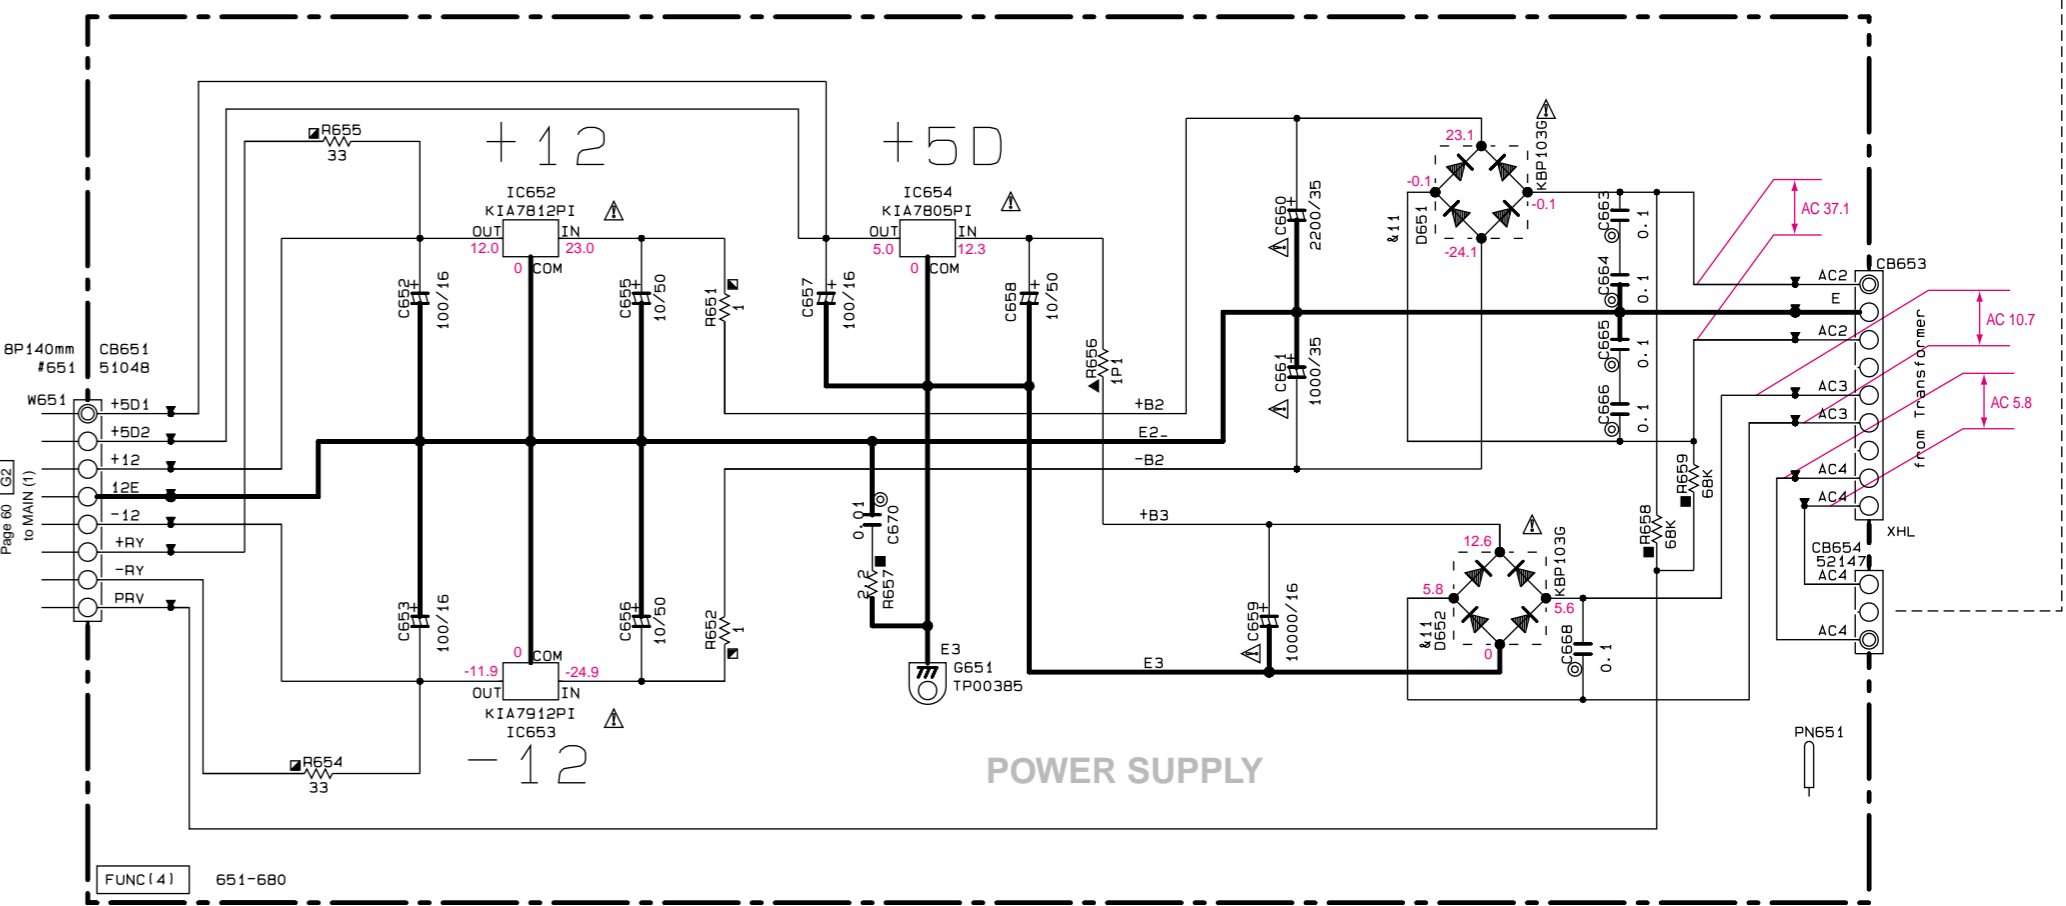 R655
33
+12
+5D
IC652
KIA7812PI
OUT
IN
12.0
23.0
0
COM
IC654
KIA7805PI
OUT
IN
5.0
12.3
0
COM
C652
+
100/16
C655
+
10/50
R651
1
C657
+
100/16
C658
+
10/50
R656
1P1
C660
+
2200/35
C661
+
1000/35
23.1
-0.1
-0.1
-24.1
&11
D651
KBP103G
C663
0.1
C664
0.1
C665
0.1
C666
0.1
AC 37.1
AC 10.7
AC 5.8
CB653
AC2
E
AC2
AC3
AC3
AC4
AC4
from Transformer
XHL
CB654
52147
AC4
AC4
8P140mm
#651
CB651
51048
W651
+5D1
+5D2
+12
12E
-12
+RY
-RY
PRV
Page 60
G2
to MAIN (1)
+B2
E2
-B2
+B3
E3
0.01
C670
R657
2.2
E3
G651
TP00385
C653
+
100/16
C656
+
10/50
R652
1
0
COM
-11.9
-24.9
OUT
IN
KIA7912PI
IC653
-12
R654
33
C659
+
10000/16
12.6
5.8
5.6
0
&11
D652
KBP103G
C668
0.1
R658
68K
R659
68K
PN651
POWER SUPPLY
FUNC(4)
651-680